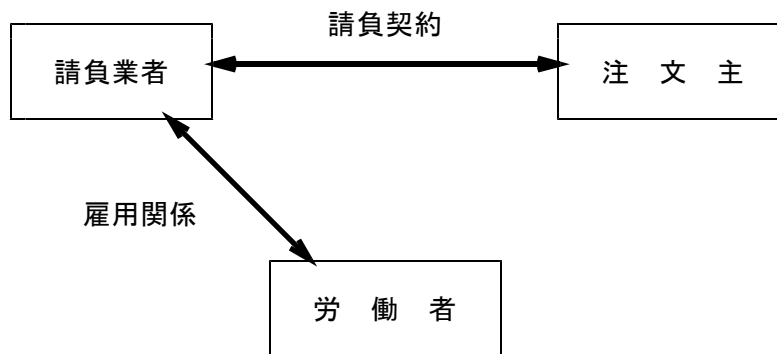 請負契約
請負業者
注 文 主
雇用関係
労 働 者